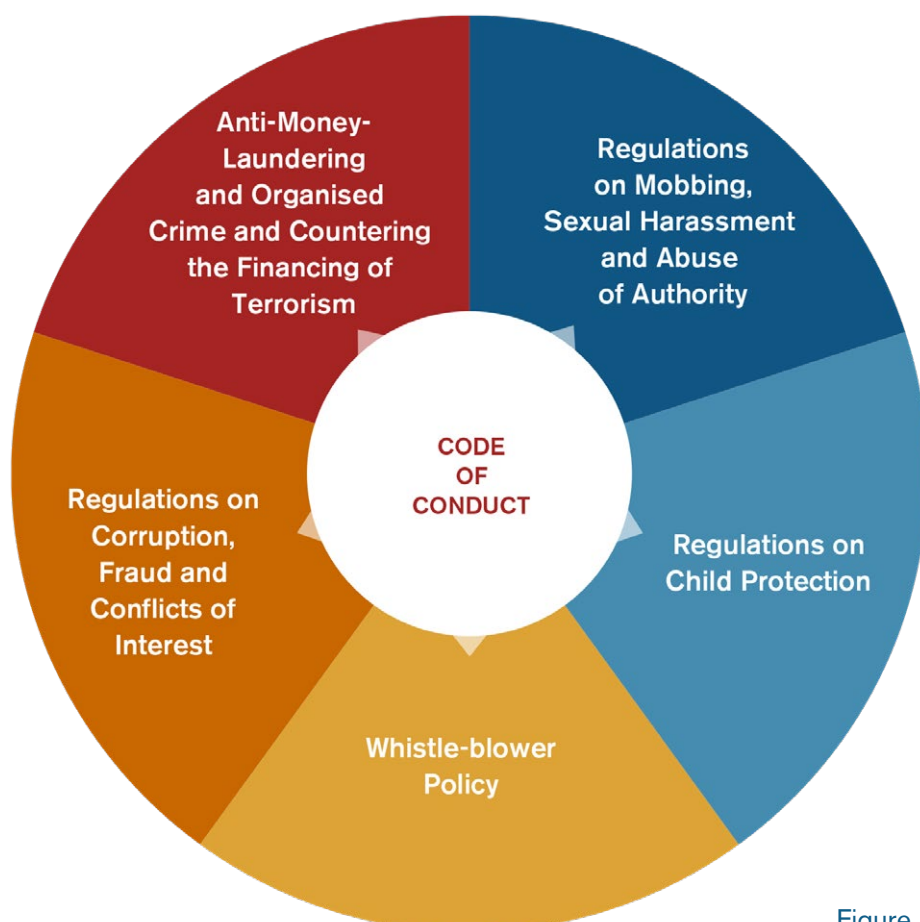 Anti-Money-
Laundering
and Organised
Crime and Countering
the Financing of
Terrorism
Regulations
on Mobbing,
Sexual Harassment
and Abuse
of Authority
CODE
OF
CONDUCT
Regulations on
Corruption,
Fraud and
Conflicts of
Interest
Regulations on
Child Protection
Whistle-blower
Policy
Figure